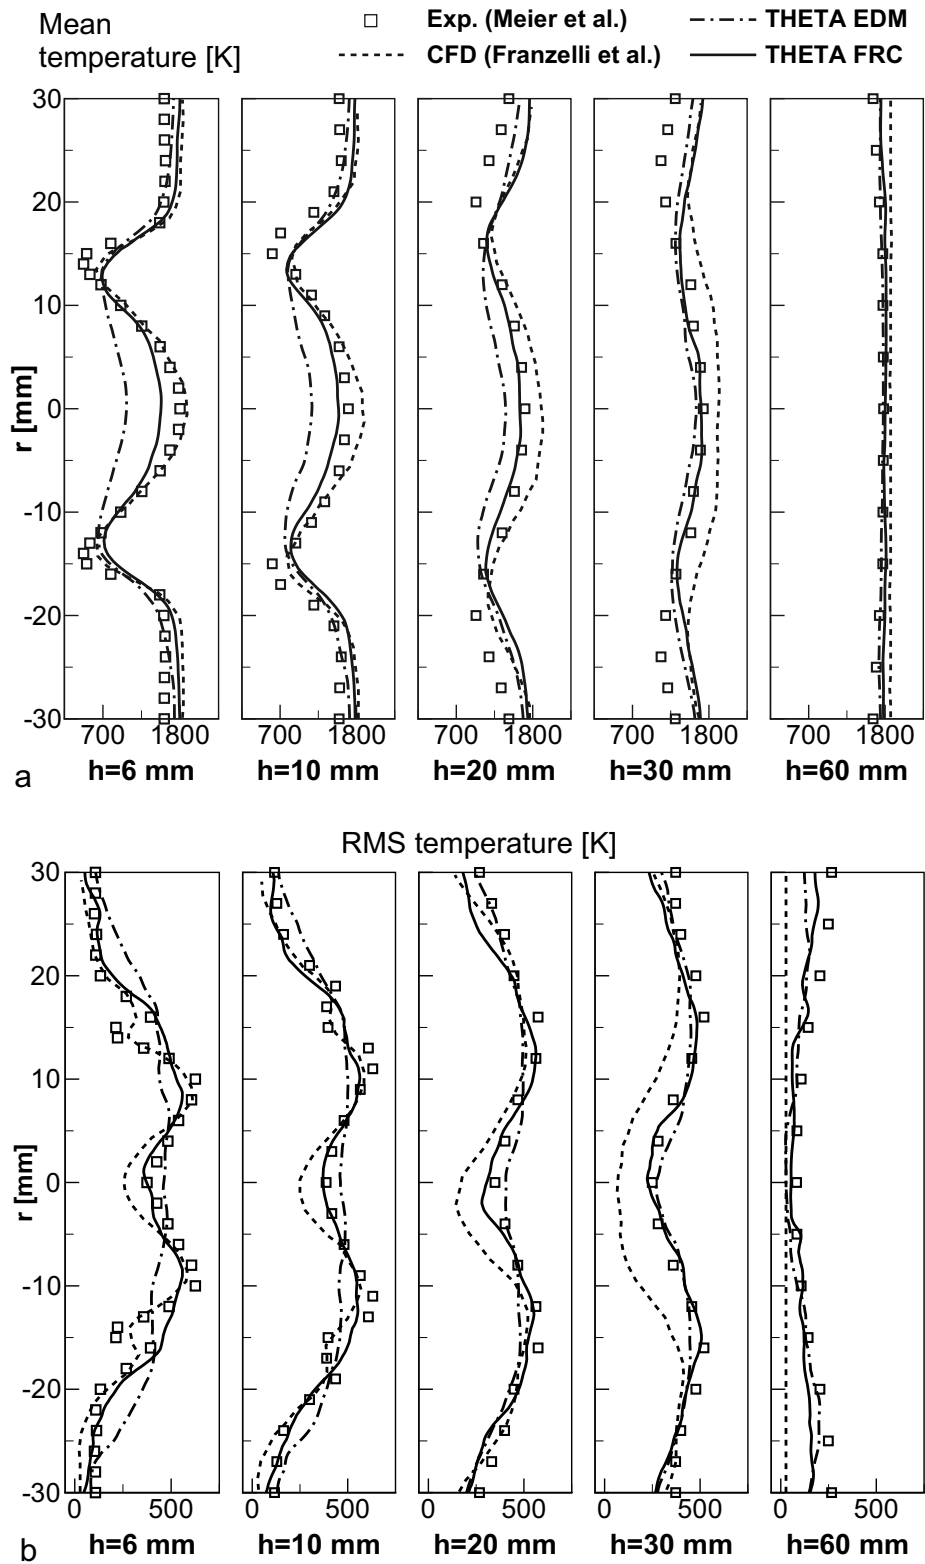 Mean
temperature [K]
Exp. (Meier et al.)
THETA EDM
CFD (Franzelli et al.)
THETA FRC
30
20
10
0
-10
-20
-30
r [mm]
700 1800
700 1800
700 1800
700 1800
700 1800
a
h=6 mm
h=10 mm
h=20 mm
h=30 mm
h=60 mm
RMS temperature [K]
30
20
10
0
-10
-20
-30
r [mm]
0 500
0 500
0 500
0 500
0 500
b
h=6 mm
h=10 mm
h=20 mm
h=30 mm
h=60 mm